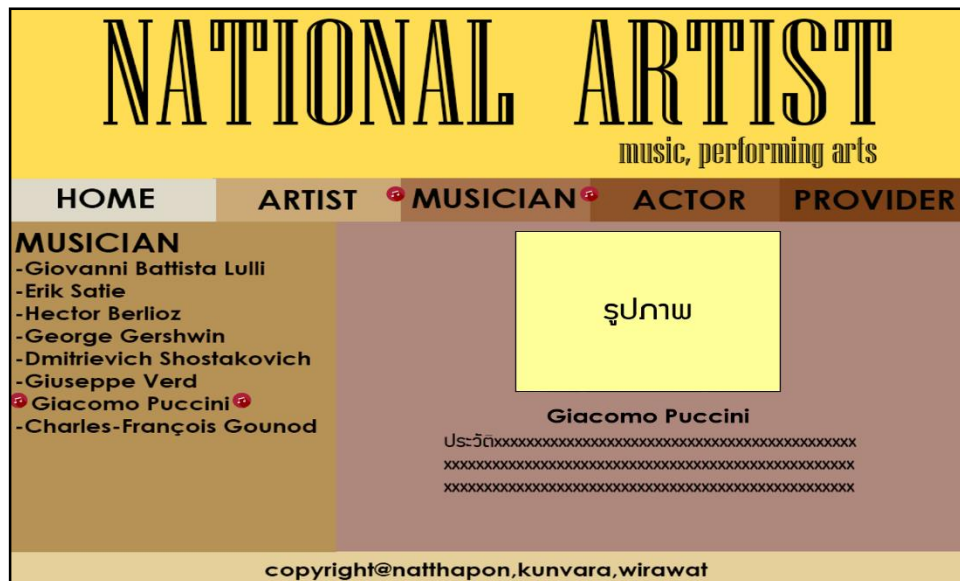 NATIONAL ARTIST
music, performing arts
HOME ARTIST MUSICIAN ACTOR PROVIDER
MUSICIAN
-Giovanni Battista Lulli
-Erik Satie
-Hector Berlioz
-George Gershwin
-Dmitrievich Shostakovich
-Giuseppe Verd
Giacomo Puccini
-Charles-François Gounod
รูปภาพ
Giacomo Puccini
ประวัติxxxxxxxxxxxxxxxxxxxxxxxxxxxxxxxxxxxxxxxxxxxxx
xxxxxxxxxxxxxxxxxxxxxxxxxxxxxxxxxxxxxxxxxxxxxxxxxxx
xxxxxxxxxxxxxxxxxxxxxxxxxxxxxxxxxxxxxxxxxxxxxxxxxxx
copyright@natthapon,kunvara,wirawat